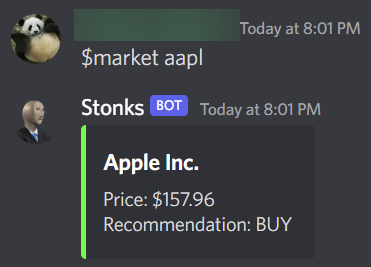 Today at 8:01 PM
$market aapl
Stonks BOT Today at 8:01 PM
Apple Inc.
Price: $157.96
Recommendation: BUY